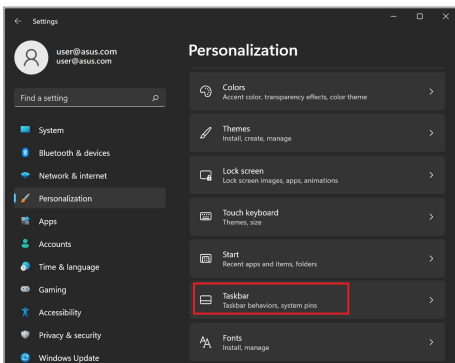 Settings
user@asus.com
user@asus.com
Find a setting
System
Bluetooth & devices
Network & internet
Personalization
Apps
Accounts
Time & language
Gaming
Accessibility
Privacy & security
Windows Update
Personalization
Colors
Accent color, transparency effects, color theme
Themes
Install, create, manage
Lock screen
Lock screen images, apps, animations
Touch keyboard
Themes, size
Start
Recent apps and items, folders
Taskbar
Taskbar behaviors, system pins
Fonts
Install, manage